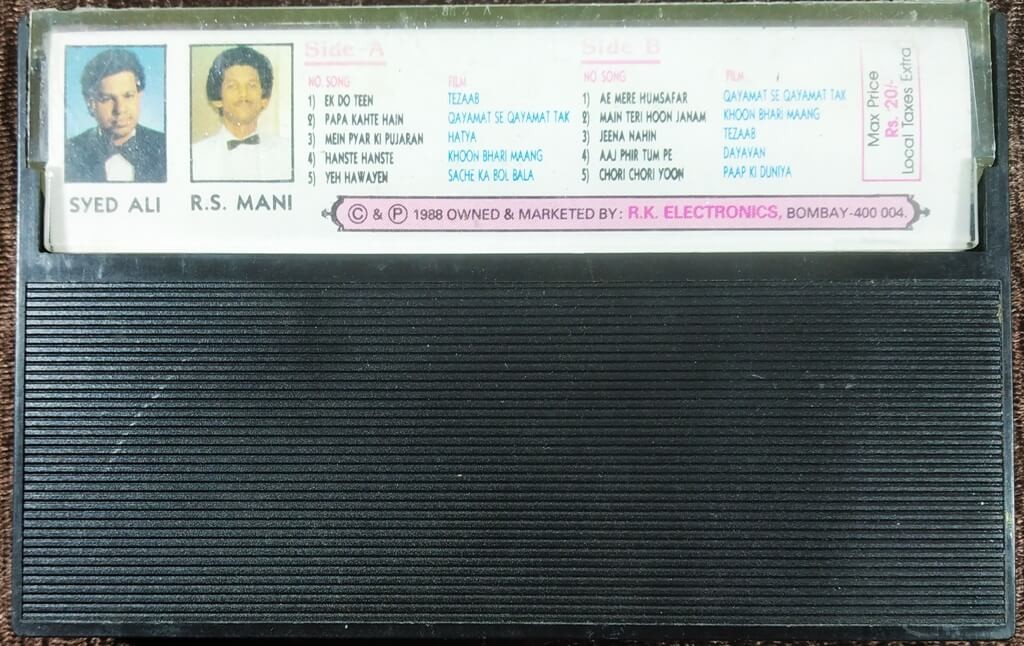 SYED ALI
R.S. MANI
Side-A
NO. SONG FILM
1) EK DO TEEN TEZAAB
2) PAPA KAHTE HAIN QAYAMAT SE QAYAMAT TAK
3) MEIN PYAR KI PUJARAN HATYA
4) HANSTE HANSTE KHOON BHARI MAANG
5) YEH HAWAYEN SACHE KA BOL BALA
Side B
NO. SONG FILM
1) AE MERE HUMSAFAR QAYAMAT SE QAYAMAT TAK
2) MAIN TERI HOON JANAM KHOON BHARI MAANG
3) JEENA NAHIN TEZAAB
4) AAJ PHIR TUM PE DAYAVAN
5) CHORI CHORI YOON PAAP KI DUNIYA
Max Price
Rs. 20/-
Local Taxes Extra
© & ℗ 1988 OWNED & MARKETED BY: R.K. ELECTRONICS, BOMBAY-400 004.